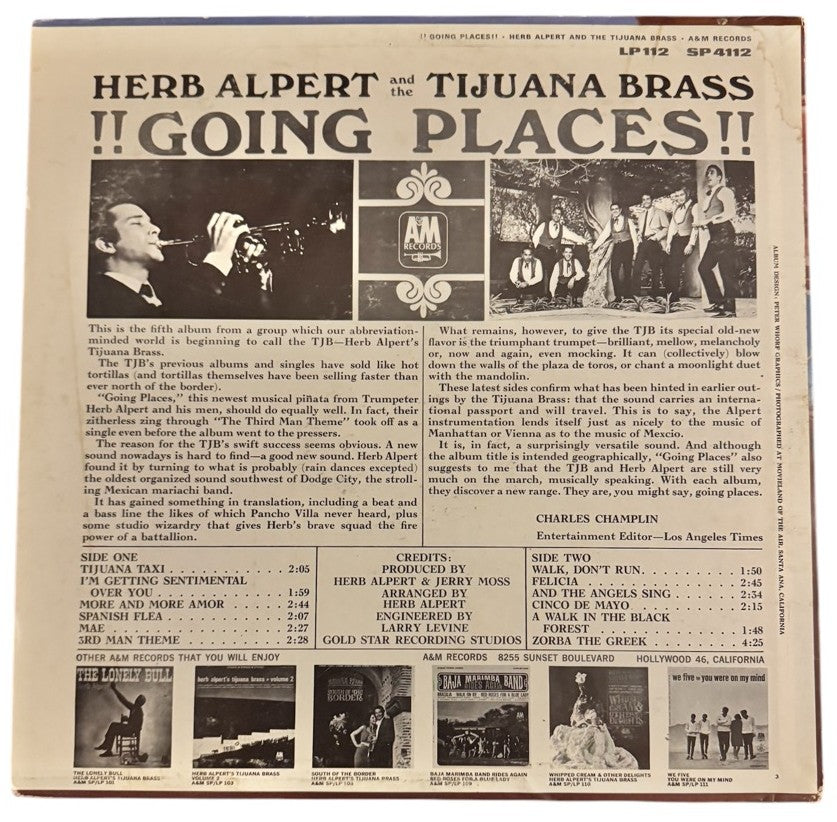 !! GOING PLACES!! • HERB ALPERT AND THE TIJUANA BRASS • A&M RECORDS
LP 112 SP 4112
HERB ALPERT and the TIJUANA BRASS
!!GOING PLACES!!
A&M
RECORDS
This is the fifth album from a group which our abbreviation-
minded world is beginning to call the TJB—Herb Alpert's
Tijuana Brass.
The TJB's previous albums and singles have sold like hot
tortillas (and tortillas themselves have been selling faster than
ever north of the border).
"Going Places," this newest musical piñata from Trumpeter
Herb Alpert and his men, should do equally well. In fact, their
zitherless zing through "The Third Man Theme" took off as a
single even before the album went to the pressers.
The reason for the TJB's swift success seems obvious. A new
sound nowadays is hard to find—a good new sound. Herb Alpert
found it by turning to what is probably (rain dances excepted)
the oldest organized sound southwest of Dodge City, the stroll-
ing Mexican mariachi band.
It has gained something in translation, including a beat and
a bass line the likes of which Pancho Villa never heard, plus
some studio wizardry that gives Herb's brave squad the fire
power of a battallion.
What remains, however, to give the TJB its special old-new
flavor is the triumphant trumpet—brilliant, mellow, melancholy
or, now and again, even mocking. It can (collectively) blow
down the walls of the plaza de toros, or chant a moonlight duet
with the mandolin.
These latest sides confirm what has been hinted in earlier out-
ings by the Tijuana Brass: that the sound carries an interna-
tional passport and will travel. This is to say, the Alpert
instrumentation lends itself just as nicely to the music of
Manhattan or Vienna as to the music of Mexcio.
It is, in fact, a surprisingly versatile sound. And although
the album title is intended geographically, "Going Places" also
suggests to me that the TJB and Herb Alpert are still very
much on the march, musically speaking. With each album,
they discover a new range. They are, you might say, going places.
CHARLES CHAMPLIN
Entertainment Editor—Los Angeles Times
ALBUM DESIGN • PETER WHORF GRAPHICS / PHOTOGRAPHED AT MOVIELAND OF THE AIR, SANTA ANA, CALIFORNIA
SIDE ONE
TIJUANA TAXI . . . . . . . . . . . . 2:05
I'M GETTING SENTIMENTAL
OVER YOU . . . . . . . . . . . . . 1:59
MORE AND MORE AMOR . . . . . . 2:44
SPANISH FLEA . . . . . . . . . . . . 2:07
MAE . . . . . . . . . . . . . . . . . 2:27
3RD MAN THEME . . . . . . . . . . 2:28
CREDITS:
PRODUCED BY
HERB ALPERT & JERRY MOSS
ARRANGED BY
HERB ALPERT
ENGINEERED BY
LARRY LEVINE
GOLD STAR RECORDING STUDIOS
SIDE TWO
WALK, DON'T RUN. . . . . . . . . . 1:50
FELICIA . . . . . . . . . . . . . . . 2:45
AND THE ANGELS SING . . . . . . . 2:34
CINCO DE MAYO . . . . . . . . . . . 2:15
A WALK IN THE BLACK
FOREST . . . . . . . . . . . . . . 1:48
ZORBA THE GREEK . . . . . . . . . 4:25
OTHER A&M RECORDS THAT YOU WILL ENJOY
A&M RECORDS 8255 SUNSET BOULEVARD HOLLYWOOD 46, CALIFORNIA
THE LONELY BULL
herb alpert's tijuana brass • volume 2
SOUTH OF THE BORDER
BAJA MARIMBA BAND
RIDES AGAIN
WHIPPED CREAM
we five • you were on my mind
THE LONELY BULL
HERB ALPERT'S TIJUANA BRASS
A&M SP/LP 101
HERB ALPERT'S TIJUANA BRASS
VOLUME 2
A&M SP/LP 103
SOUTH OF THE BORDER
HERB ALPERT'S TIJUANA BRASS
A&M SP/LP 108
BAJA MARIMBA BAND RIDES AGAIN
RED ROSES FOR A BLUE LADY
A&M SP/LP 109
WHIPPED CREAM & OTHER DELIGHTS
HERB ALPERT'S TIJUANA BRASS
A&M SP/LP 110
WE FIVE
YOU WERE ON MY MIND
A&M SP/LP 111
3